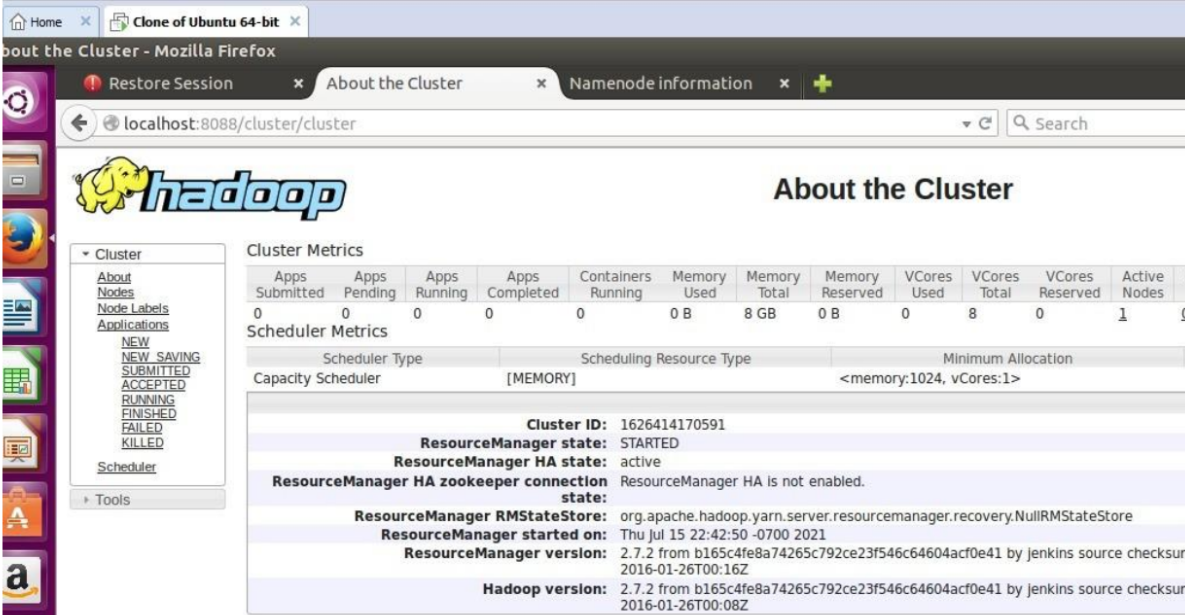 Home
Clone of Ubuntu 64-bit
bout the Cluster - Mozilla Firefox
Restore Session
About the Cluster
Namenode information
localhost:8088/cluster/cluster
Search
hadoop
About the Cluster
Cluster
About
Nodes
Node Labels
Applications
NEW
NEW_SAVING
SUBMITTED
ACCEPTED
RUNNING
FINISHED
FAILED
KILLED
Scheduler
Tools
Cluster Metrics
Apps Submitted Apps Pending Apps Running Apps Completed Containers Running Memory Used Memory Total Memory Reserved VCores Used VCores Total VCores Reserved Active Nodes
0 0 0 0 0 0 B 8 GB 0 B 0 8 0 1
Scheduler Metrics
Scheduler Type Scheduling Resource Type Minimum Allocation
Capacity Scheduler [MEMORY] <memory:1024, vCores:1>
Cluster ID: 1626414170591
ResourceManager state: STARTED
ResourceManager HA state: active
ResourceManager HA zookeeper connection state: ResourceManager HA is not enabled.
ResourceManager RMStateStore: org.apache.hadoop.yarn.server.resourcemanager.recovery.NullRMStateStore
ResourceManager started on: Thu Jul 15 22:42:50 -0700 2021
ResourceManager version: 2.7.2 from b165c4fe8a74265c792ce23f546c64604acf0e41 by jenkins source checksur
2016-01-26T00:16Z
Hadoop version: 2.7.2 from b165c4fe8a74265c792ce23f546c64604acf0e41 by jenkins source checksur
2016-01-26T00:08Z